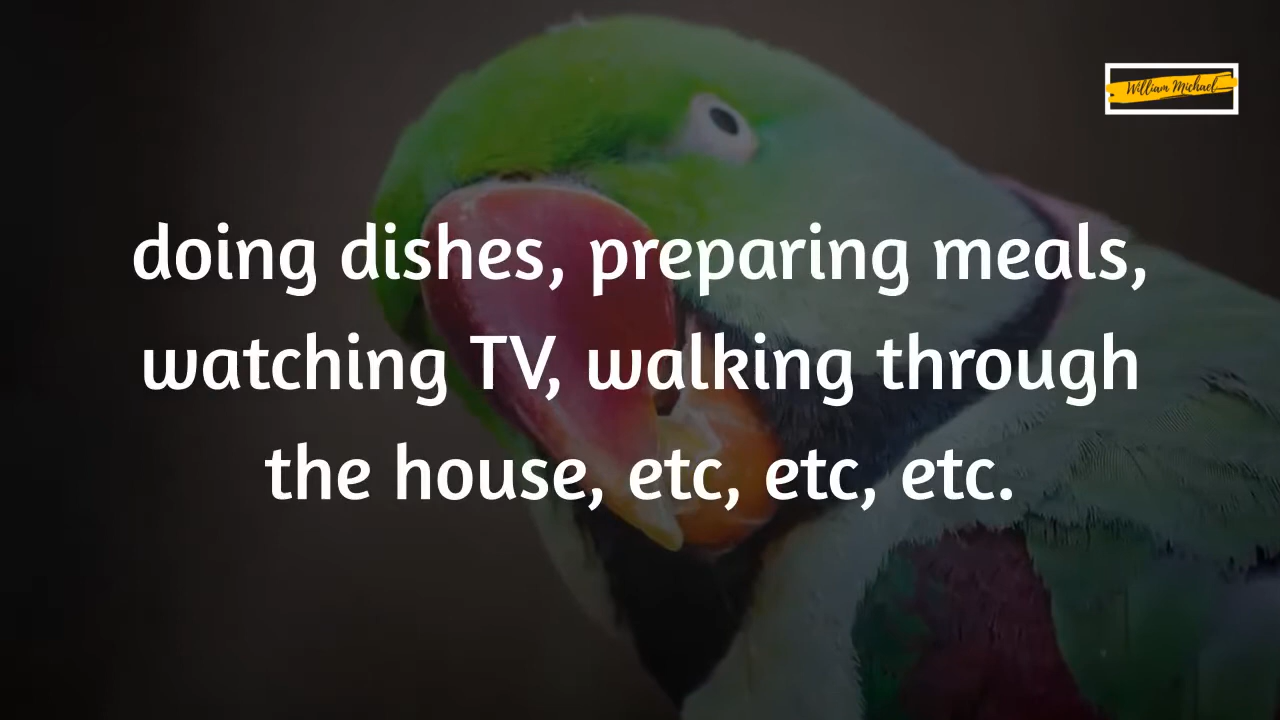 William Michael
doing dishes, preparing meals,
watching TV, walking through
the house, etc, etc, etc.